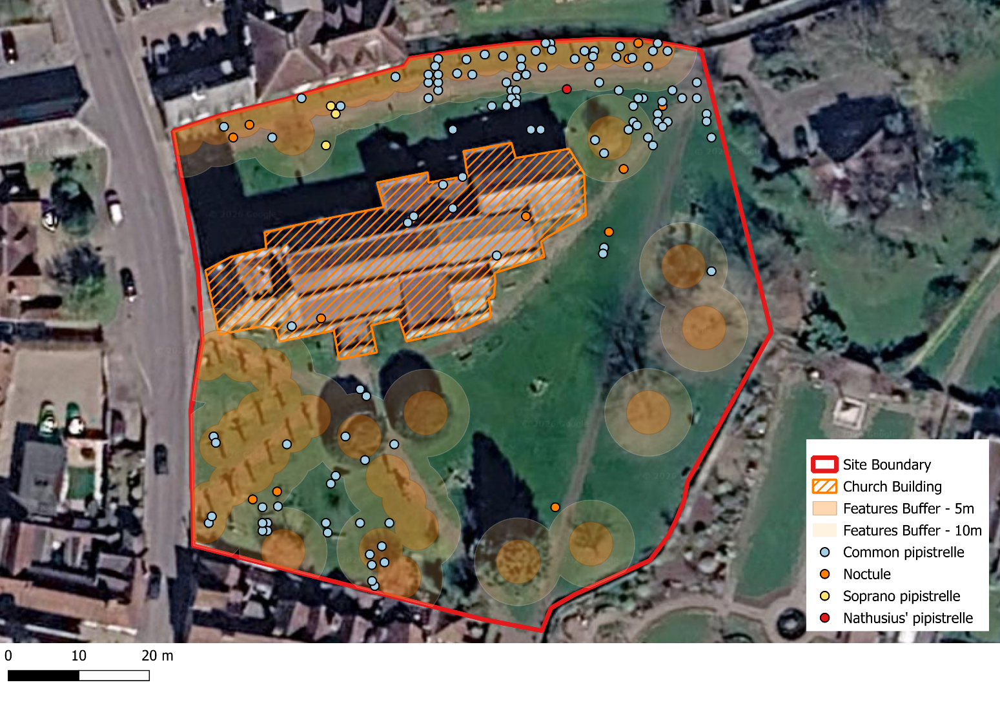 Site Boundary
Church Building
Features Buffer - 5m
Features Buffer - 10m
Common pipistrelle
Noctule
Soprano pipistrelle
Nathusius' pipistrelle
0 10 20 m